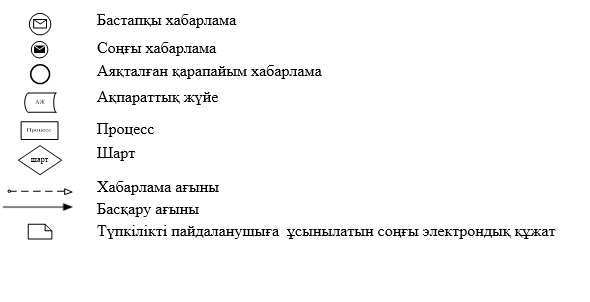 Бастапқы хабарлама
Соңғы хабарлама
Аяқталған қарапайым хабарлама
АЖ Ақпараттық жүйе
Процесс Процесс
шарт Шарт
Хабарлама ағыны
Басқару ағыны
Түпкілікті пайдаланушыға ұсынылатын соңғы электрондық құжат